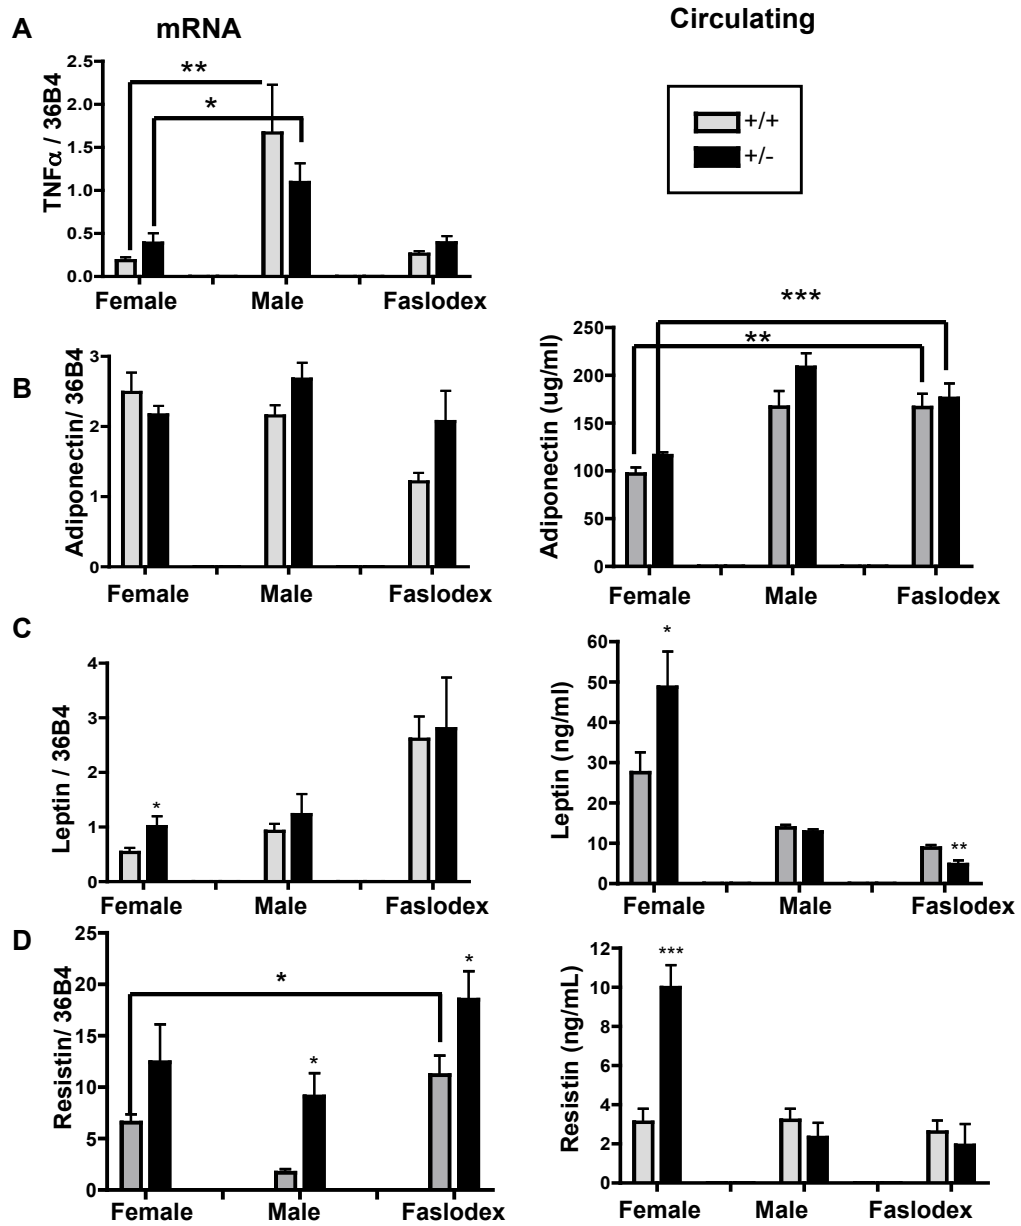 A
mRNA
Circulating
TNFα / 36B4
2.5
2.0
1.5
1.0
0.5
0.0
**
*
Female Male Faslodex
+/+
+/-
B
Adiponectin/ 36B4
3
2
1
0
Female Male Faslodex
Adiponectin (ug/ml)
250
200
150
100
50
0
***
**
Female Male Faslodex
C
Leptin / 36B4
4
3
2
1
0
*
Female Male Faslodex
Leptin (ng/ml)
60
50
40
30
20
10
0
*
**
Female Male Faslodex
D
Resistin/ 36B4
25
20
15
10
5
0
*
*
*
Female Male Faslodex
Resistin (ng/mL)
12
10
8
6
4
2
0
***
Female Male Faslodex